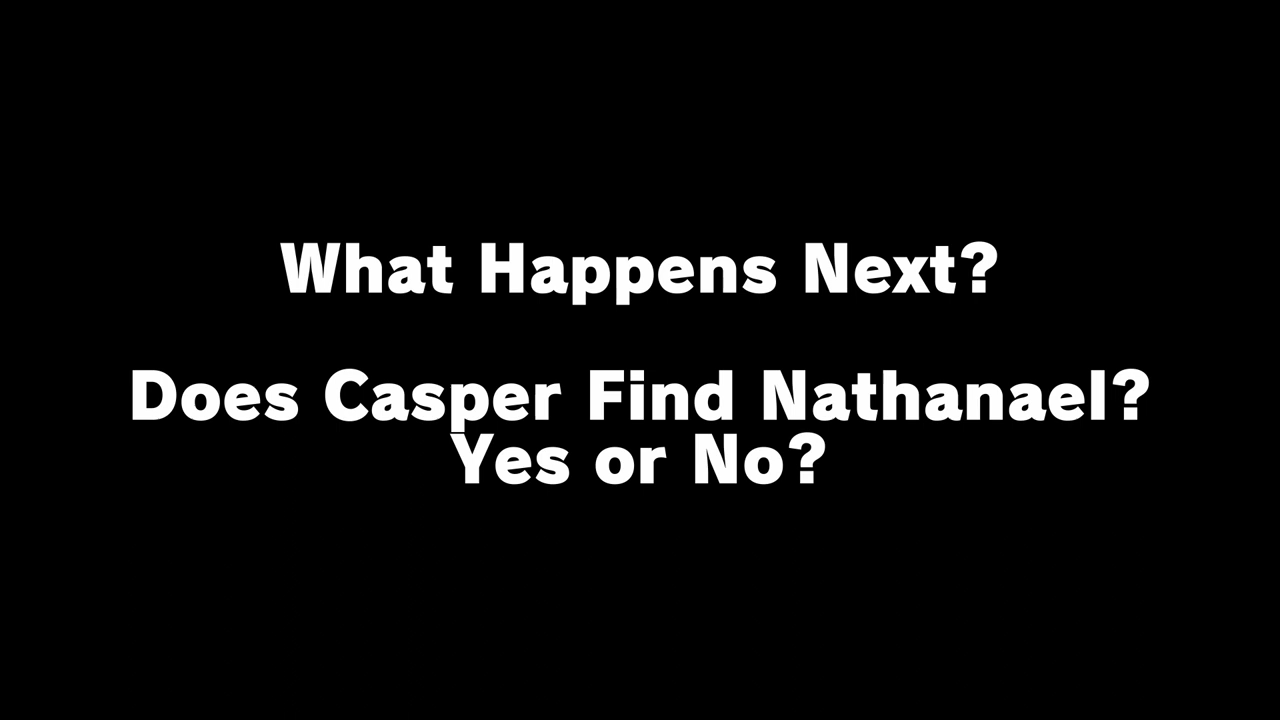 What Happens Next?
Does Casper Find Nathanael?
Yes or No?